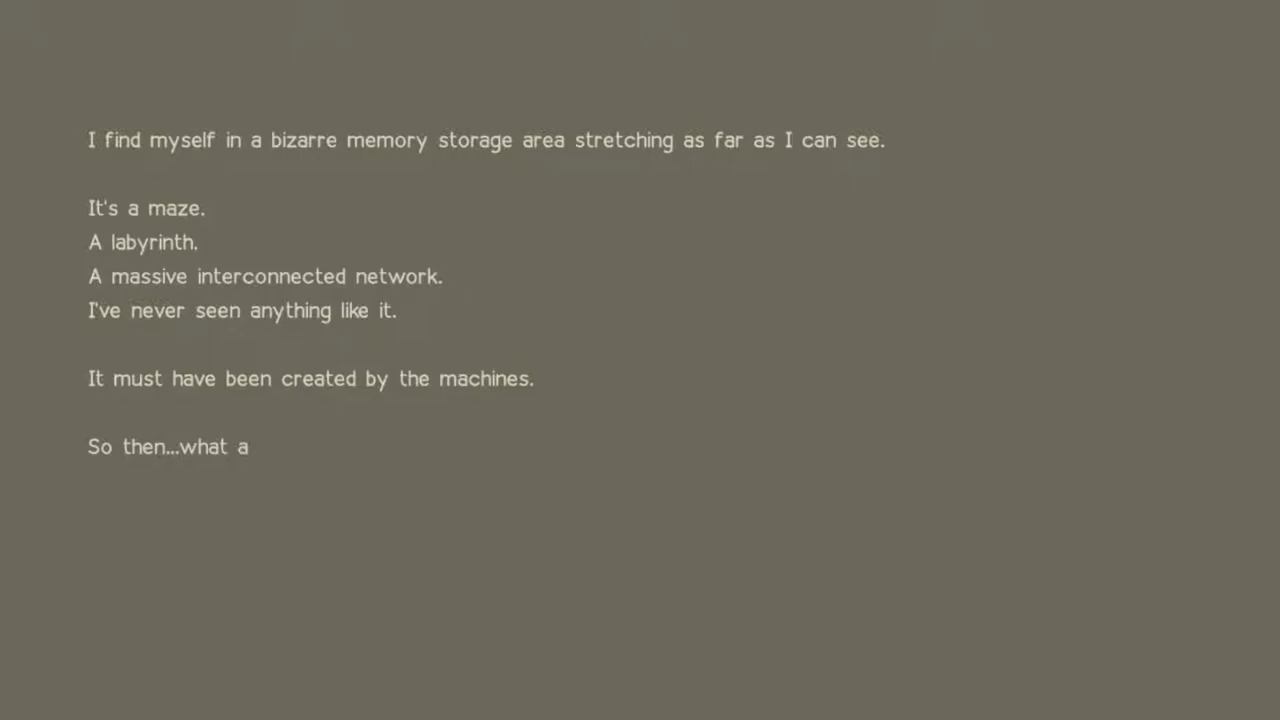 I find myself in a bizarre memory storage area stretching as far as I can see.
It's a maze.
A labyrinth.
A massive interconnected network.
I've never seen anything like it.
It must have been created by the machines.
So then...what a